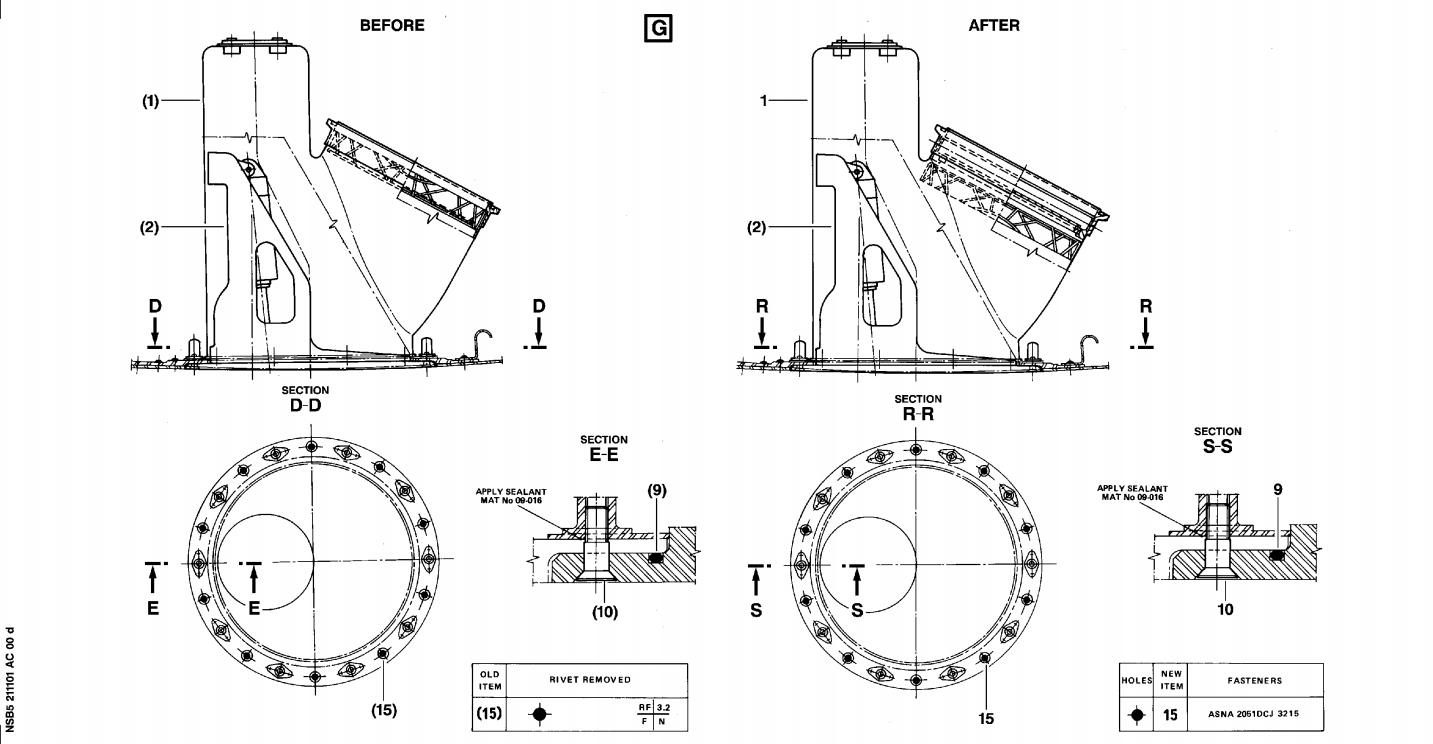 BEFORE
G
AFTER
(1)
1
(2)
2
(2)
D
D
R
R
SECTION
D-D
SECTION
R-R
SECTION
E-E
SECTION
S-S
APPLY SEALANT
MAT No 09-016
(9)
APPLY SEALANT
MAT No 09-016
9
E
E
(10)
S
S
10
(15)
15
OLD
ITEM
RIVET REMOVED
(15)
RF 3.2
F N
HOLES
NEW
ITEM
FASTENERS
15
ASNA 2051DCJ 3215
NSB5 211101 AC 00 d